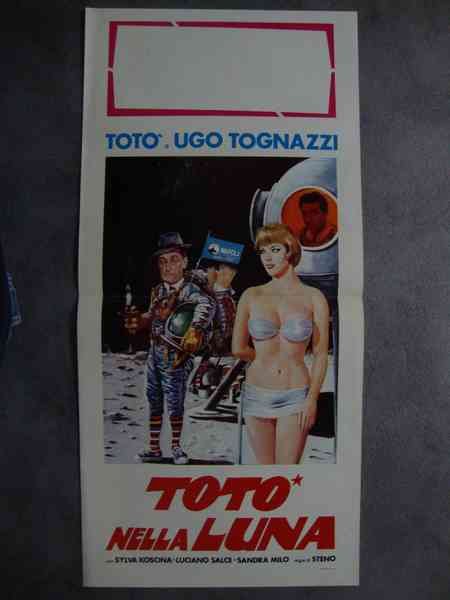 TOTO' e UGO TOGNAZZI
NAPOLI
TOTO'
NELLA LUNA
con SYLVA KOSCINA · LUCIANO SALCE · SANDRA MILO regia di STENO